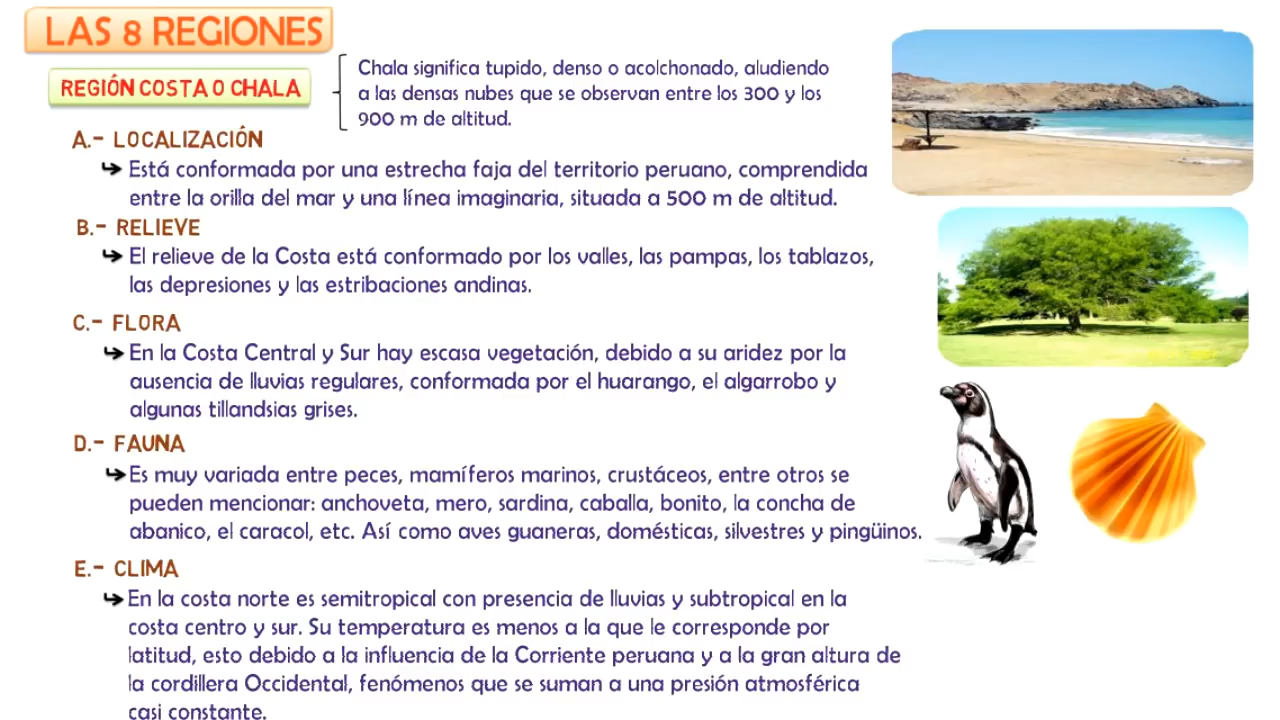 LAS 8 REGIONES
REGIÓN COSTA O CHALA
Chala significa tupido, denso o acolchonado, aludiendo
a las densas nubes que se observan entre los 300 y los
900 m de altitud.
A.- LOCALIZACIÓN
Está conformada por una estrecha faja del territorio peruano, comprendida
entre la orilla del mar y una línea imaginaria, situada a 500 m de altitud.
B.- RELIEVE
El relieve de la Costa está conformado por los valles, las pampas, los tablazos,
las depresiones y las estribaciones andinas.
C.- FLORA
En la Costa Central y Sur hay escasa vegetación, debido a su aridez por la
ausencia de lluvias regulares, conformada por el huarango, el algarrobo y
algunas tillandsias grises.
D.- FAUNA
Es muy variada entre peces, mamíferos marinos, crustáceos, entre otros se
pueden mencionar: anchoveta, mero, sardina, caballa, bonito, la concha de
abanico, el caracol, etc. Así como aves guaneras, domésticas, silvestres y pingüinos.
E.- CLIMA
En la costa norte es semitropical con presencia de lluvias y subtropical en la
costa centro y sur. Su temperatura es menos a la que le corresponde por
latitud, esto debido a la influencia de la Corriente peruana y a la gran altura de
la cordillera Occidental, fenómenos que se suman a una presión atmosférica
casi constante.